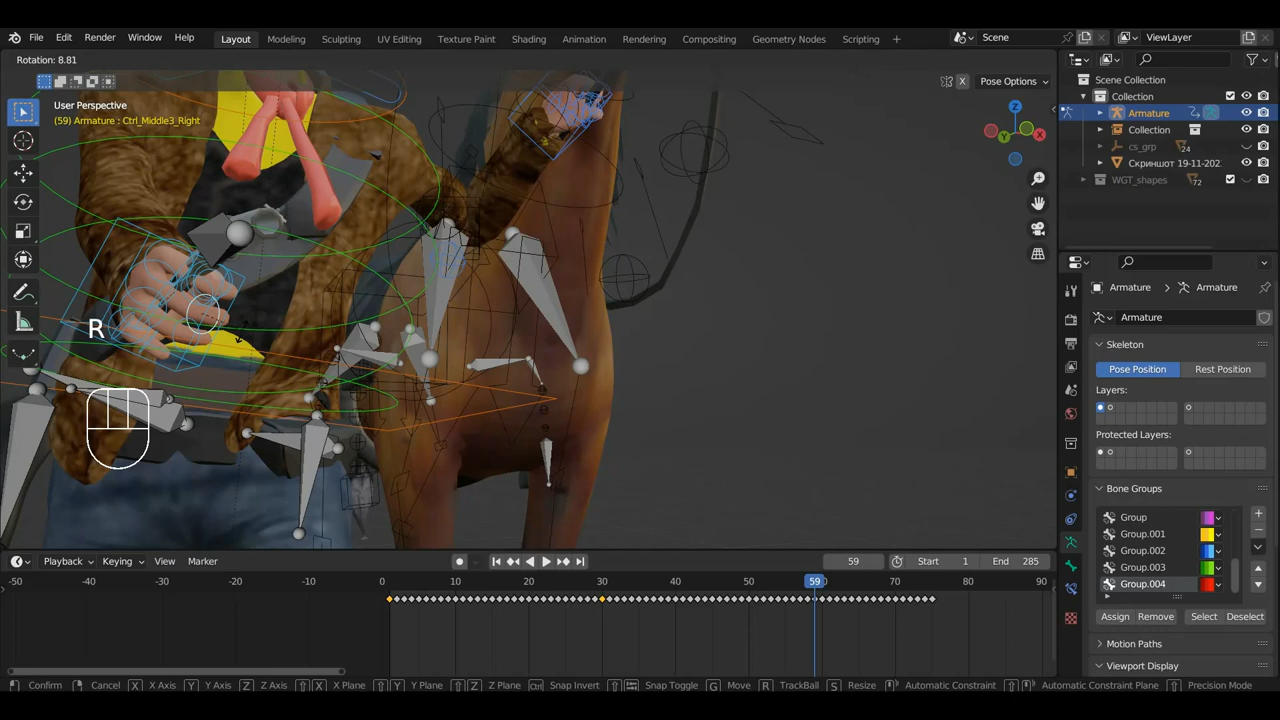 File Edit Render Window Help Layout Modeling Sculpting UV Editing Texture Paint Shading Animation Rendering Compositing Geometry Nodes Scripting + Scene ViewLayer
Rotation: 8.81
X Pose Options
User Perspective
(59) Armature : Ctrl_Middle3_Right
Z
X
Y
R
Scene Collection
Collection
Armature
Collection
cs_grp 24
Скриншот 19-11-202
WGT_shapes 72
Armature Armature
Armature
Skeleton
Pose Position Rest Position
Layers:
Protected Layers:
Bone Groups
Group
Group.001
Group.002
Group.003
Group.004
Assign Remove Select Deselect
Motion Paths
Viewport Display
Playback Keying View Marker 59 Start 1 End 285
-50 -40 -30 -20 -10 0 10 20 30 40 50 59 60 70 80 90
Confirm Cancel X X Axis Y Y Axis Z Z Axis X X Plane Y Y Plane Z Z Plane Ctrl Snap Invert Snap Toggle G Move R TrackBall S Resize Automatic Constraint Automatic Constraint Plane Precision Mode